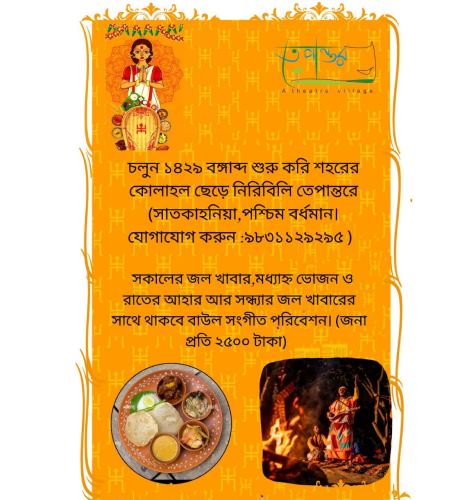 তেপান্তর
A theatre village
চলুন ১৪২৯ বঙ্গাব্দ শুরু করি শহরের
কোলাহল ছেড়ে নিরিবিলি তেপান্তরে
(সাতকাহনিয়া,পশ্চিম বর্ধমান।
যোগাযোগ করুন :৯৮৩১১২৯২৯৫ )
সকালের জল খাবার,মধ্যাহ্ন ভোজন ও
রাতের আহার আর সন্ধ্যার জল খাবারের
সাথে থাকবে বাউল সংগীত পরিবেশন। (জনা
প্রতি ২৫০০ টাকা)